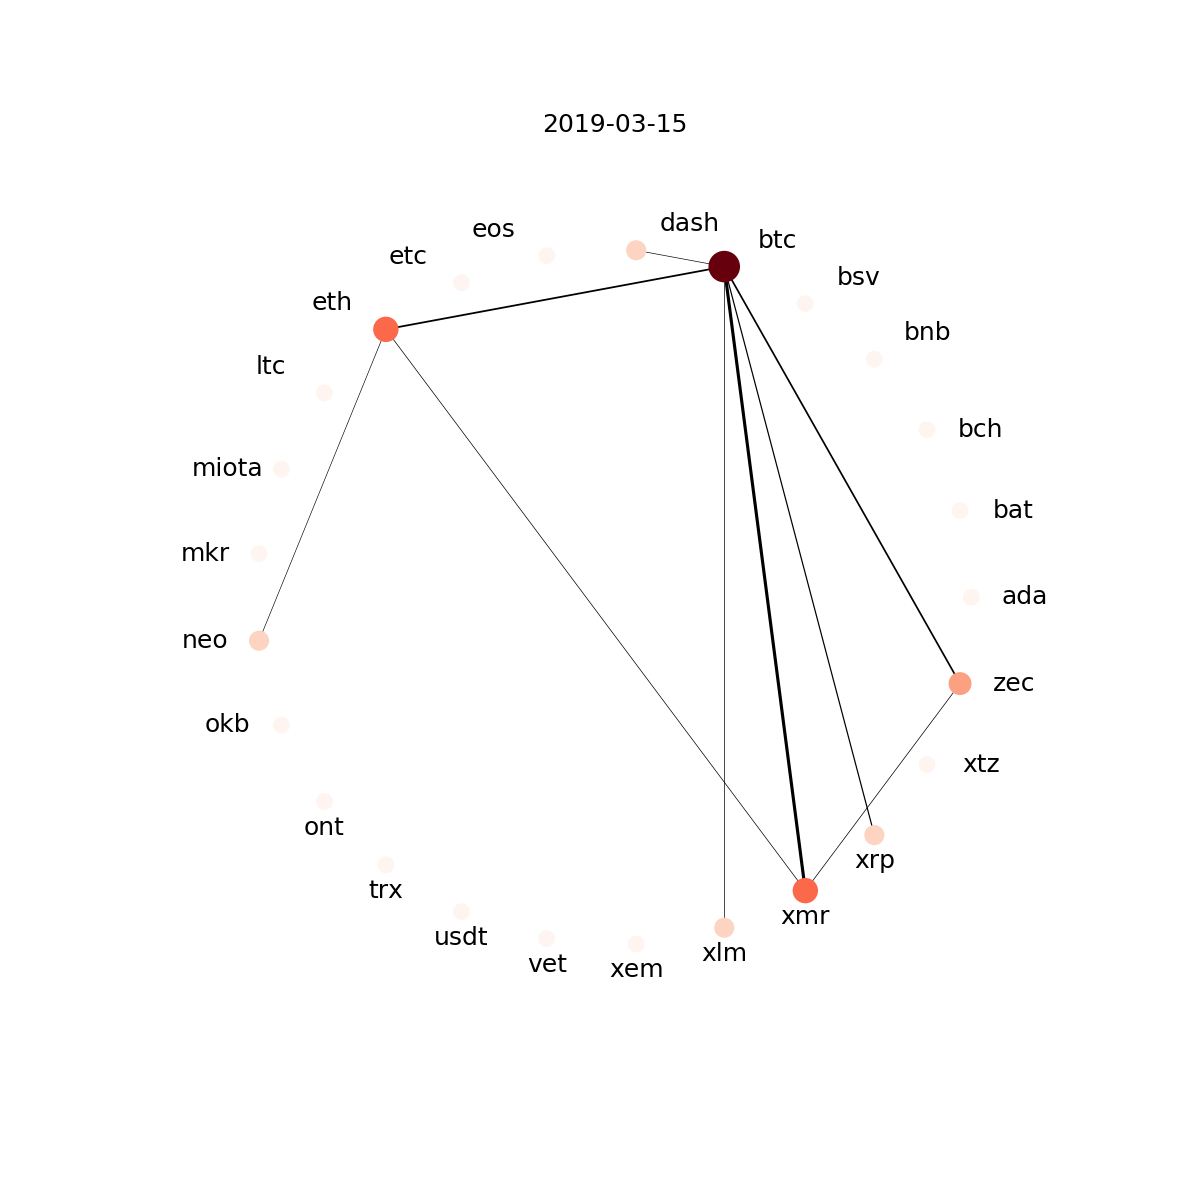 2019-03-15
dash
eos
btc
etc
bsv
eth
bnb
ltc
bch
miota
bat
mkr
ada
neo
zec
okb
xtz
ont
xrp
trx
xmr
usdt
xlm
vet
xem